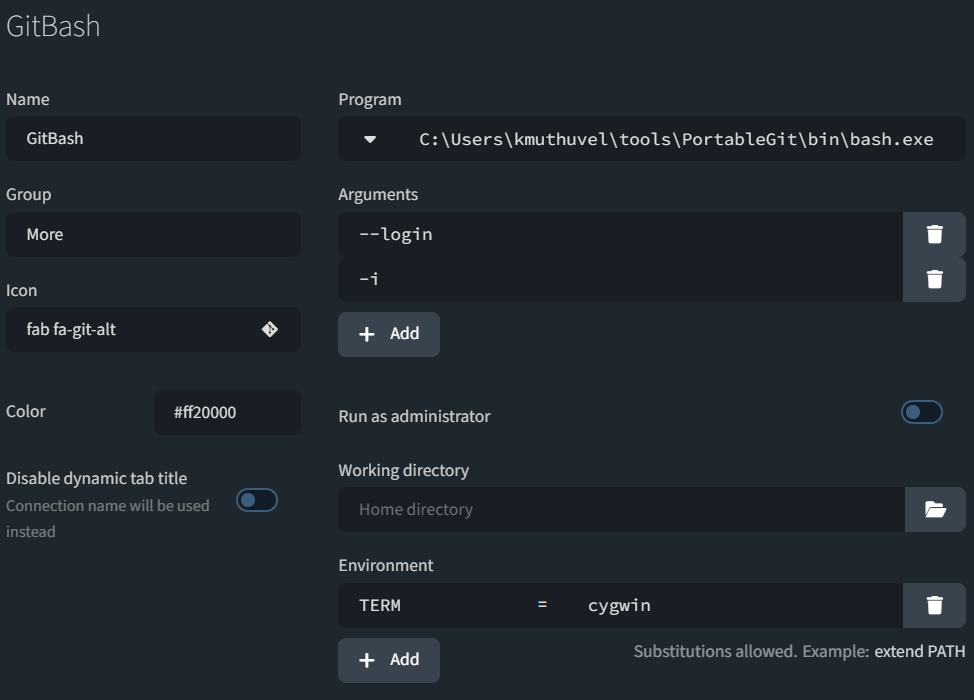 GitBash
Name
GitBash
Group
More
Icon
fab fa-git-alt
Color
#ff20000
Disable dynamic tab title
Connection name will be used
instead
Program
C:\Users\kmuthuvel\tools\PortableGit\bin\bash.exe
Arguments
--login
-i
Add
Run as administrator
Working directory
Home directory
Environment
TERM = cygwin
Add
Substitutions allowed. Example: extend PATH